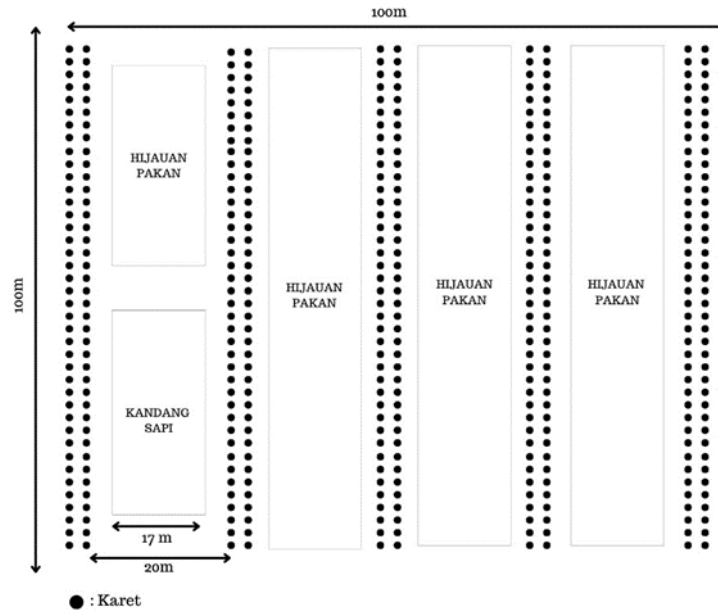 100m
HIJAUAN
PAKAN
100m
HIJAUAN
PAKAN
HIJAUAN
PAKAN
HIJAUAN
PAKAN
KANDANG
SAPI
17 m
20m
: Karet